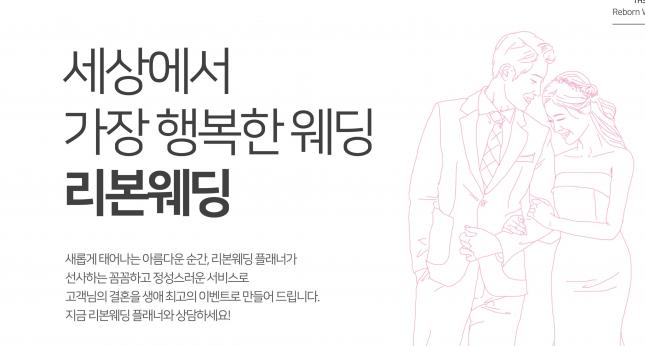 Reborn
세상에서
가장 행복한 웨딩
리본웨딩
새롭게 태어나는 아름다운 순간, 리본웨딩 플래너가
선사하는 꼼꼼하고 정성스러운 서비스로
고객님의 결혼을 생애 최고의 이벤트로 만들어 드립니다.
지금 리본웨딩 플래너와 상담하세요!